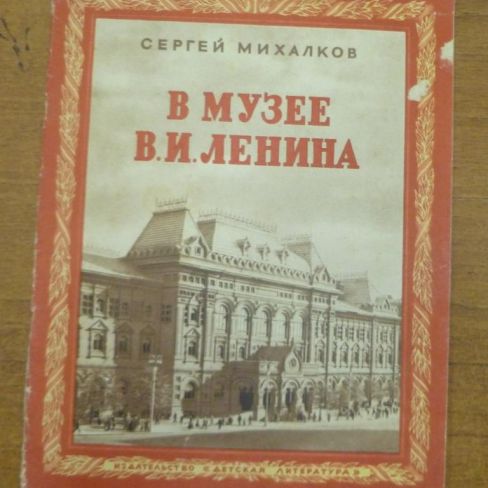 СЕРГЕЙ МИХАЛКОВ
В МУЗЕЕ
В.И.ЛЕНИНА
ИЗДАТЕЛЬСТВО «ДЕТСКАЯ ЛИТЕРАТУРА»